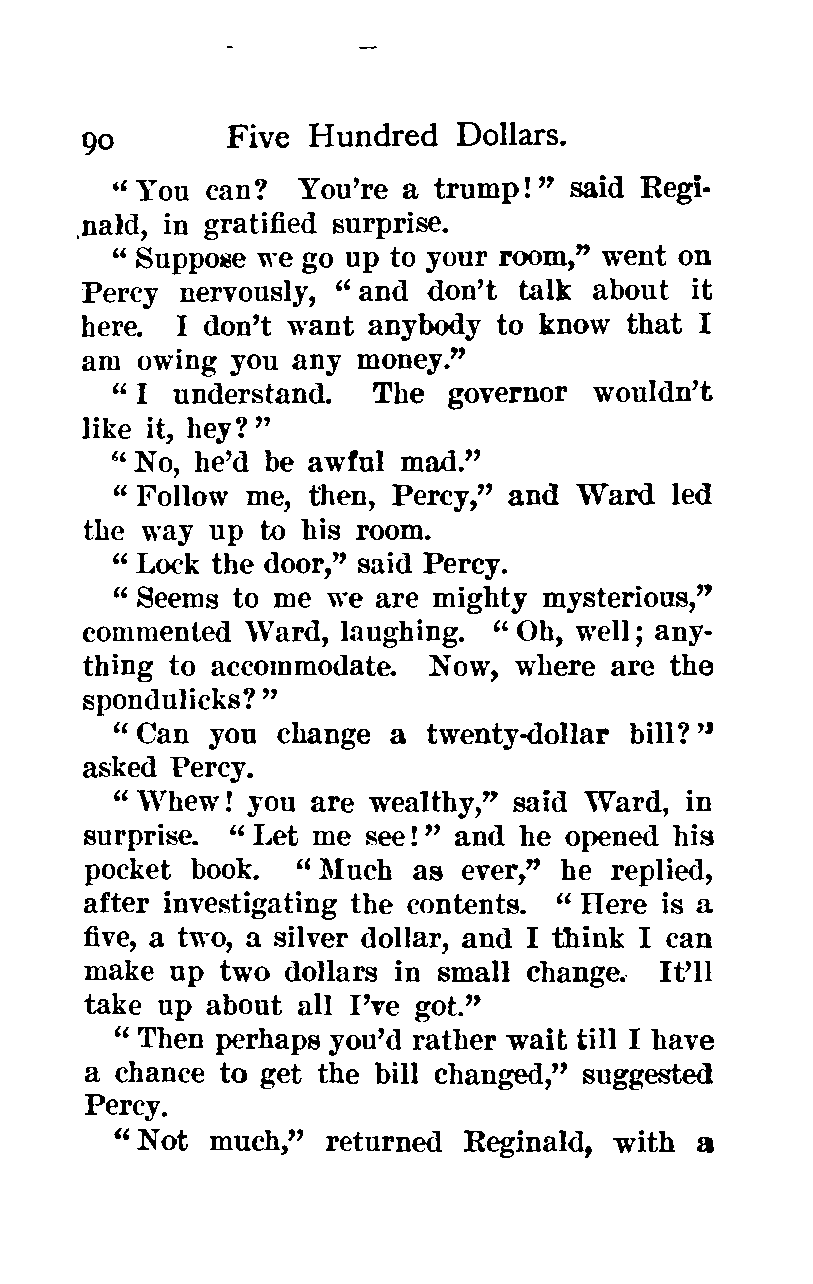 90 Five Hundred Dollars.
“ You can? You’re a trump! ” said Regi-
nald, in gratified surprise.
“ Suppose we go up to your room,” went on
Percy nervously, “ and don’t talk about it
here. I don’t want anybody to know that I
am owing you any money.”
“ I understand. The governor wouldn’t
like it, hey? ”
“ No, he’d be awful mad.”
“ Follow me, then, Percy,” and Ward led
the way up to his room.
“ Lock the door,” said Percy.
“ Seems to me we are mighty mysterious,”
commented Ward, laughing. “ Oh, well; any-
thing to accommodate. Now, where are the
spondulicks? ”
“ Can you change a twenty-dollar bill? ”
asked Percy.
“ Whew! you are wealthy,” said Ward, in
surprise. “ Let me see! ” and he opened his
pocket book. “ Much as ever,” he replied,
after investigating the contents. “ Here is a
five, a two, a silver dollar, and I think I can
make up two dollars in small change. It’ll
take up about all I’ve got.”
“ Then perhaps you’d rather wait till I have
a chance to get the bill changed,” suggested
Percy.
“ Not much,” returned Reginald, with a